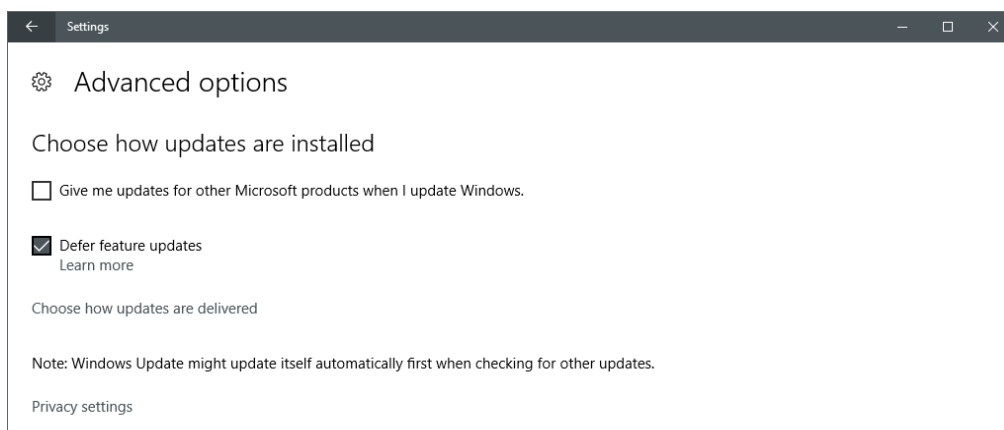 Settings
Advanced options
Choose how updates are installed
Give me updates for other Microsoft products when I update Windows.
Defer feature updates
Learn more
Choose how updates are delivered
Note: Windows Update might update itself automatically first when checking for other updates.
Privacy settings